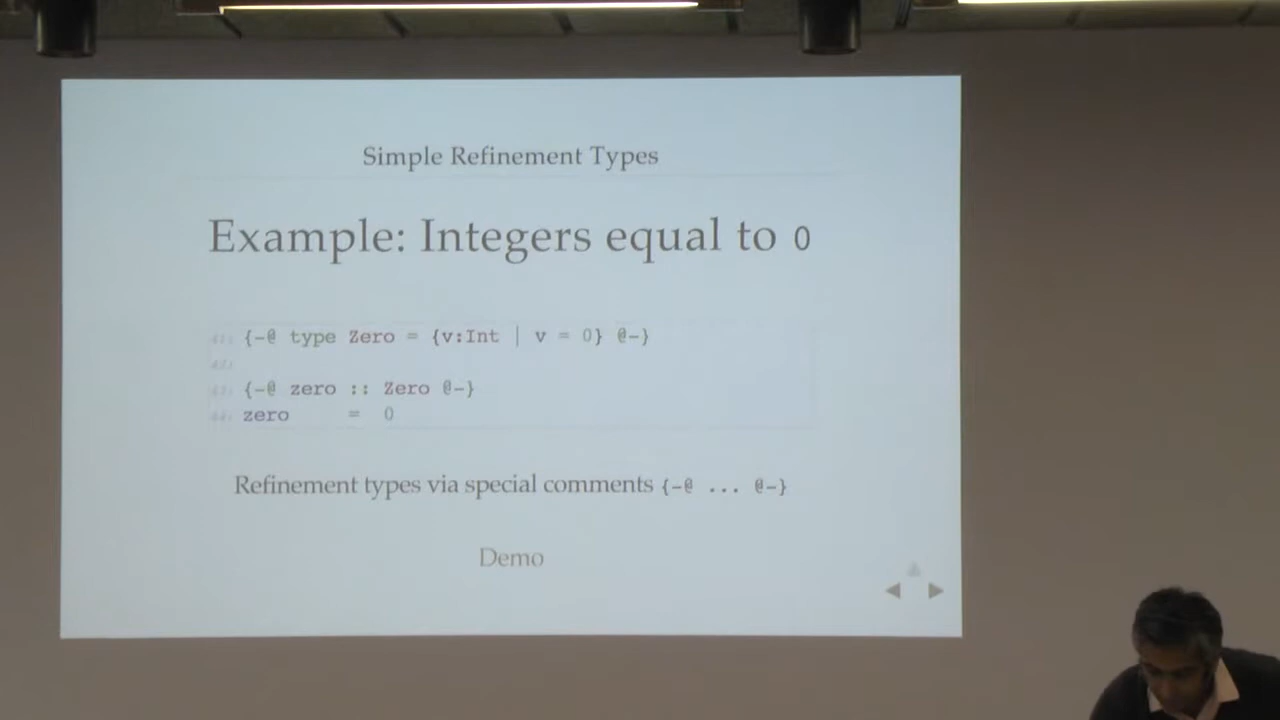 Simple Refinement Types
Example: Integers equal to 0
{-@ type Zero = {v:Int | v = 0} @-}
{-@ zero :: Zero @-}
zero = 0
Refinement types via special comments {-@ ... @-}
Demo